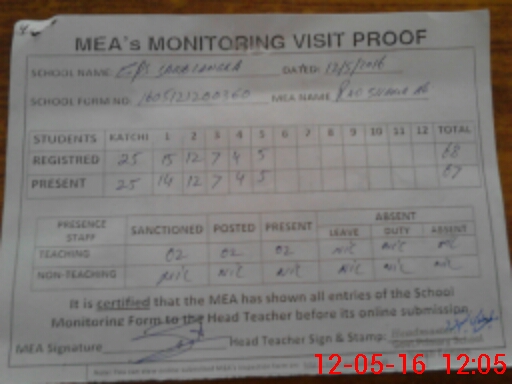 MEA's MONITORING VISIT PROOF
SCHOOL NAME DATED: 12/5/2016
SCHOOL FORM NO: MEA NAME
STUDENTS KATCHI 1 2 3 4 5 6 7 8 9 10 11 12 TOTAL
REGISTRED 25 15 12 7 4 5 68
PRESENT 25 14 12 7 4 5 67
PRESENCE STAFF SANCTIONED POSTED PRESENT ABSENT
LEAVE DUTY ABSENT
TEACHING 02 02 02 Nil Nil Nil
NON-TEACHING Nil Nil Nil Nil Nil Nil
It is certified that the MEA has shown all entries of the School
Monitoring Form to the Head Teacher before its online submission
MEA Signature Head Teacher Sign & Stamp:
12-05-16 12:05